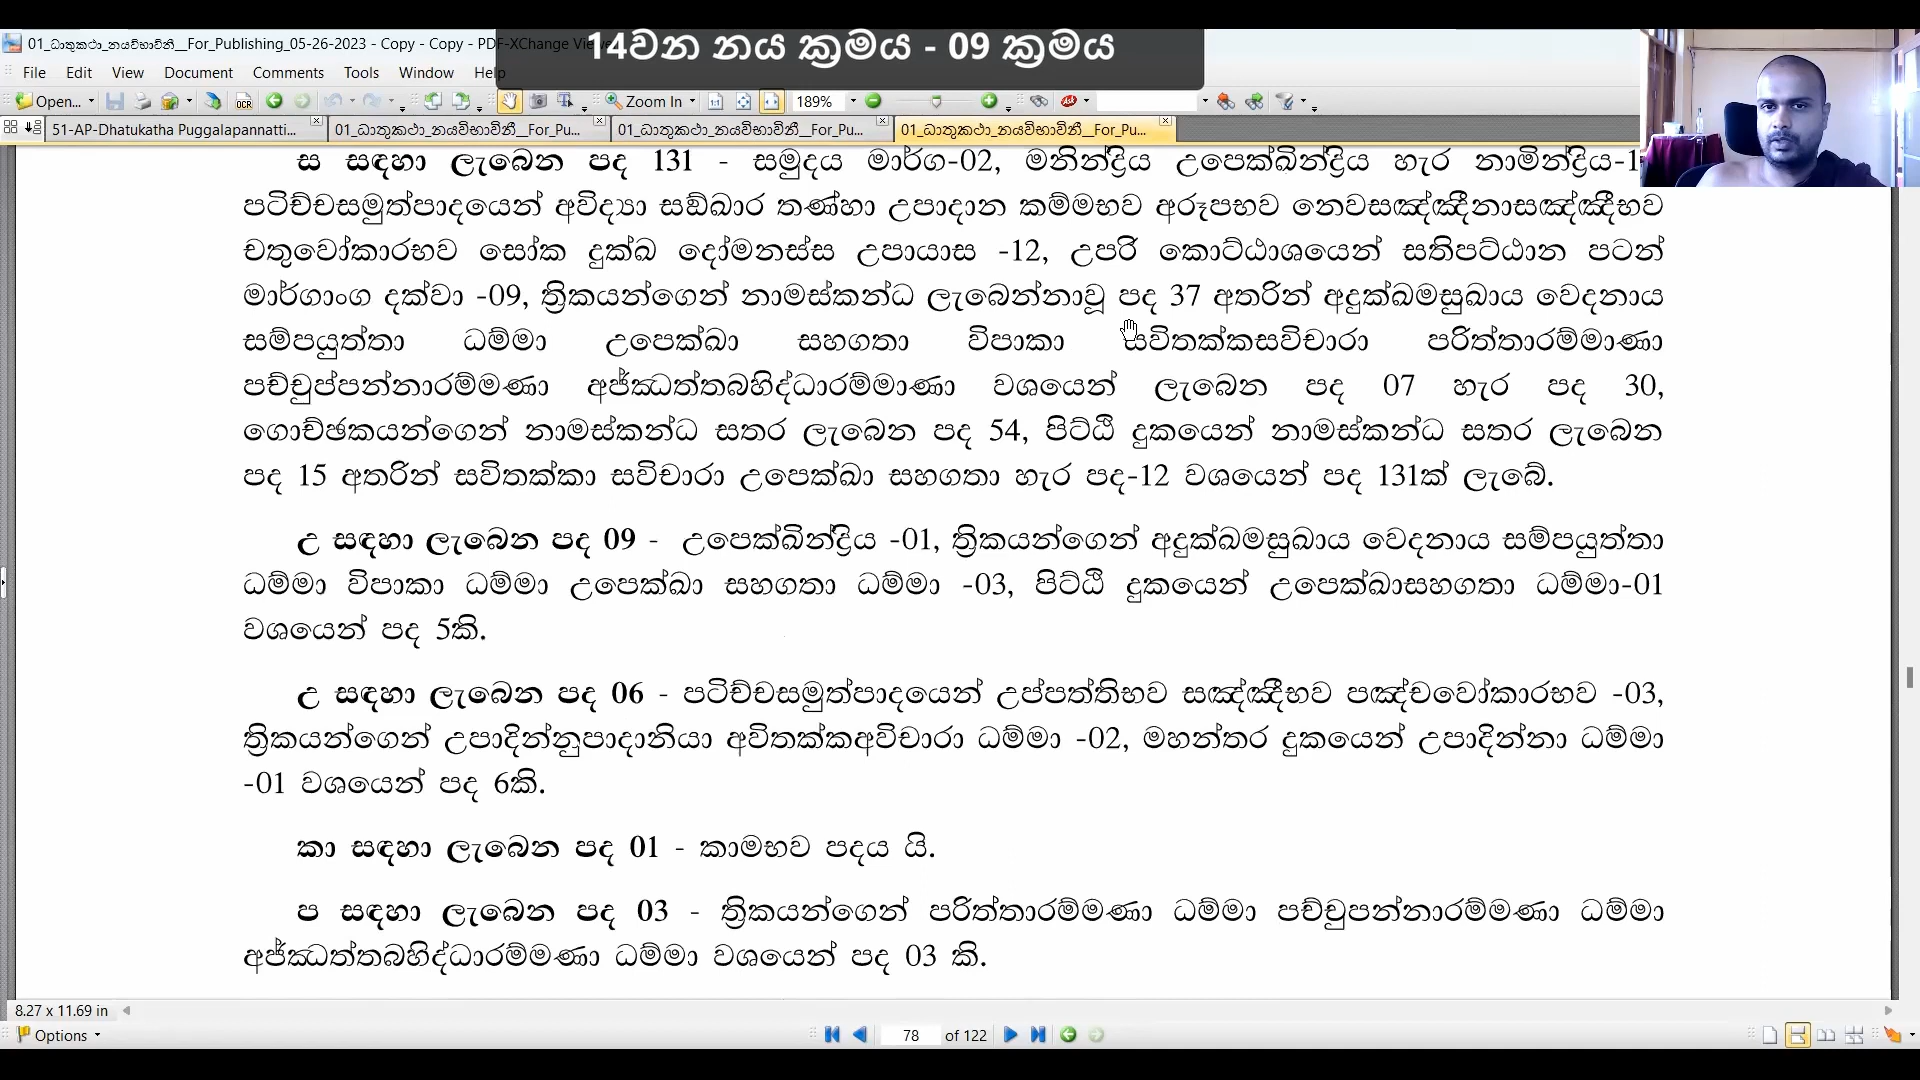 14වන නය ක්‍රමය - 09 ක්‍රමය
01_ධාතුකථා_නයවිභාවිනී__For_Publishing_05-26-2023 - Copy - Copy - PDF-XChange Vie
File Edit View Document Comments Tools Window Help
Open... OCR Zoom In 189%
51-AP-Dhatukatha Puggalapannatti... 01_ධාතුකථා_නයවිභාවිනී__For_Pu... 01_ධාතුකථා_නයවිභාවිනී__For_Pu... 01_ධාතුකථා_නයවිභාවිනී__For_Pu...
ස සඳහා ලැබෙන පද 131 - සමුදය මාර්ග-02, මනින්ද්‍රිය උපෙක්ඛින්ද්‍රිය හැර නාමින්ද්‍රිය-1
පටිච්චසමුත්පාදයෙන් අවිද්‍යා සඞ්ඛාර තණ්හා උපාදාන කම්මභව අරූපභව නෙවසඤ්ඤීනාසඤ්ඤීභව
චතුවෝකාරභව සෝක දුක්ඛ දෝමනස්ස උපායාස -12, උපරි කොට්ඨාශයෙන් සතිපට්ඨාන පටන්
මාර්ගාංග දක්වා -09, ත්‍රිකයන්ගෙන් නාමස්කන්ධ ලැබෙන්නාවූ පද 37 අතරින් අදුක්ඛමසුඛාය වෙදනාය
සම්පයුත්තා ධම්මා උපෙක්ඛා සහගතා විපාකා සවිතක්කසවිචාරා පරිත්තාරම්මාණා
පච්චුප්පන්නාරම්මණා අජ්ඣත්තබහිද්ධාරම්මාණා වශයෙන් ලැබෙන පද 07 හැර පද 30,
ගොච්ඡකයන්ගෙන් නාමස්කන්ධ සතර ලැබෙන පද 54, පිට්ඨි දුකයෙන් නාමස්කන්ධ සතර ලැබෙන
පද 15 අතරින් සවිතක්කා සවිචාරා උපෙක්ඛා සහගතා හැර පද-12 වශයෙන් පද 131ක් ලැබේ.
උ සඳහා ලැබෙන පද 09 - උපෙක්ඛින්ද්‍රිය -01, ත්‍රිකයන්ගෙන් අදුක්ඛමසුඛාය වෙදනාය සම්පයුත්තා
ධම්මා විපාකා ධම්මා උපෙක්ඛා සහගතා ධම්මා -03, පිට්ඨි දුකයෙන් උපෙක්ඛාසහගතා ධම්මා-01
වශයෙන් පද 5කි.
උ සඳහා ලැබෙන පද 06 - පටිච්චසමුත්පාදයෙන් උප්පත්තිභව සඤ්ඤීභව පඤ්චවෝකාරභව -03,
ත්‍රිකයන්ගෙන් උපාදින්නුපාදානියා අවිතක්කඅවිචාරා ධම්මා -02, මහන්තර දුකයෙන් උපාදින්නා ධම්මා
-01 වශයෙන් පද 6කි.
කා සඳහා ලැබෙන පද 01 - කාමභව පදය යි.
ප සඳහා ලැබෙන පද 03 - ත්‍රිකයන්ගෙන් පරිත්තාරම්මණා ධම්මා පච්චුපන්නාරම්මණා ධම්මා
අජ්ඣත්තබහිද්ධාරම්මණා ධම්මා වශයෙන් පද 03 කි.
8.27 x 11.69 in
Options 78 of 122